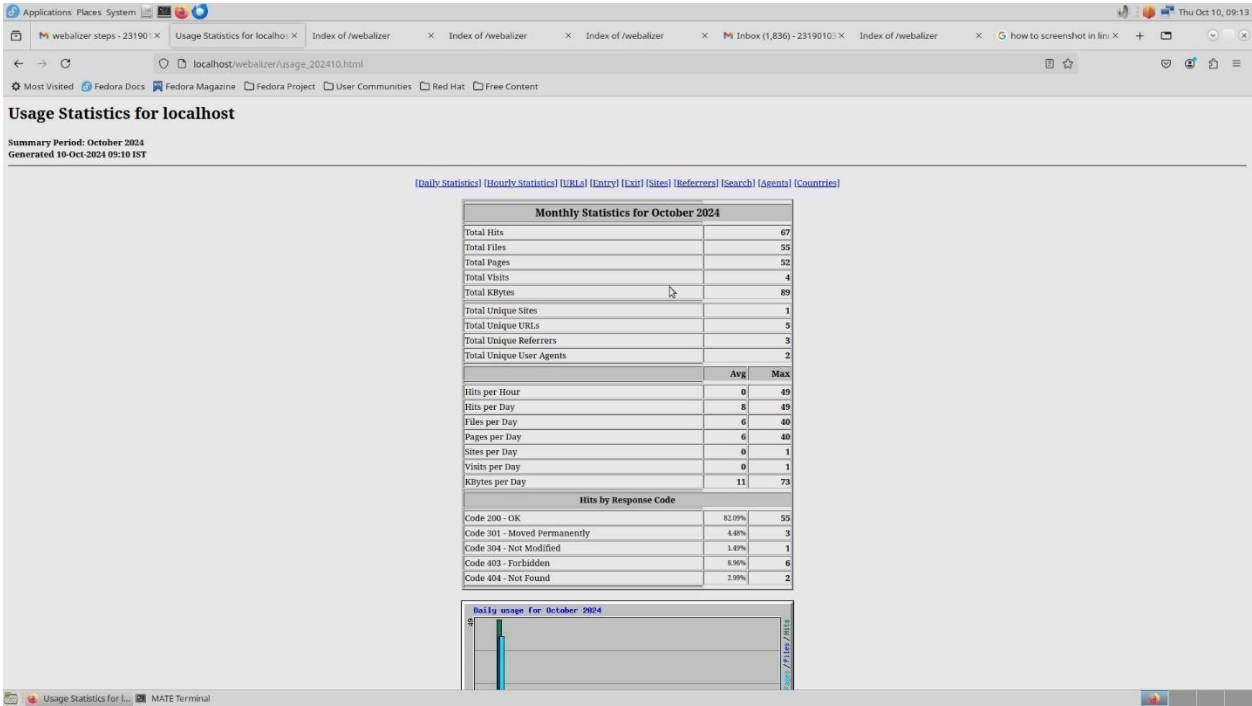 Applications Places System Thu Oct 10, 09:13
webalizer steps - 23190 Usage Statistics for localhos Index of /webalizer Index of /webalizer Index of /webalizer Inbox (1,836) - 2319010 Index of /webalizer how to screenshot in lin
localhost/webalizer/usage_202410.html
Most Visited Fedora Docs Fedora Magazine Fedora Project User Communities Red Hat Free Content
Usage Statistics for localhost
Summary Period: October 2024
Generated 10-Oct-2024 09:10 IST
[Daily Statistics] [Hourly Statistics] [URLs] [Entry] [Exit] [Sites] [Referrers] [Search] [Agents] [Countries]
Monthly Statistics for October 2024
Total Hits 67
Total Files 55
Total Pages 52
Total Visits 4
Total KBytes 89
Total Unique Sites 1
Total Unique URLs 5
Total Unique Referrers 3
Total Unique User Agents 2
Avg Max
Hits per Hour 0 49
Hits per Day 8 49
Files per Day 6 40
Pages per Day 6 40
Sites per Day 0 1
Visits per Day 0 1
KBytes per Day 11 73
Hits by Response Code
Code 200 - OK 82.09% 55
Code 301 - Moved Permanently 4.48% 3
Code 304 - Not Modified 1.49% 1
Code 403 - Forbidden 8.96% 6
Code 404 - Not Found 2.99% 2
Daily usage for October 2024
49
Pages / Files / Hits
Usage Statistics for l... MATE Terminal